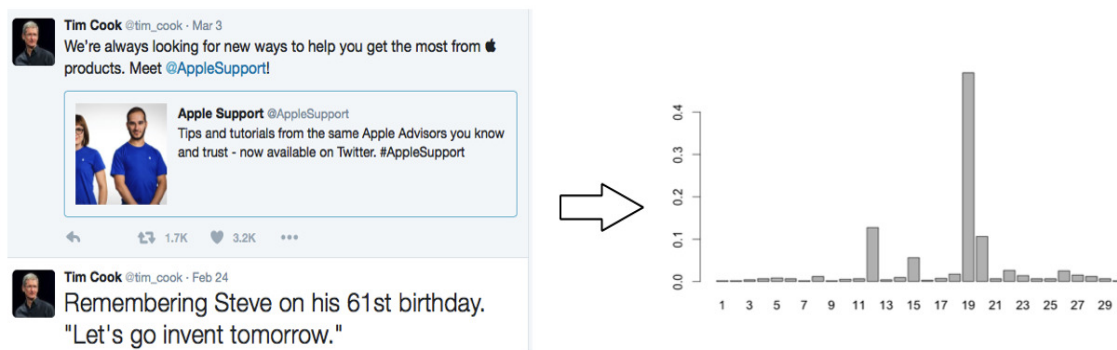 Tim Cook @tim_cook · Mar 3
We're always looking for new ways to help you get the most from 
products. Meet @AppleSupport!
Apple Support @AppleSupport
Tips and tutorials from the same Apple Advisors you know
and trust - now available on Twitter. #AppleSupport
1.7K 3.2K •••
Tim Cook @tim_cook · Feb 24
Remembering Steve on his 61st birthday.
"Let's go invent tomorrow."
0.4
0.3
0.2
0.1
0.0
1 3 5 7 9 11 13 15 17 19 21 23 25 27 29